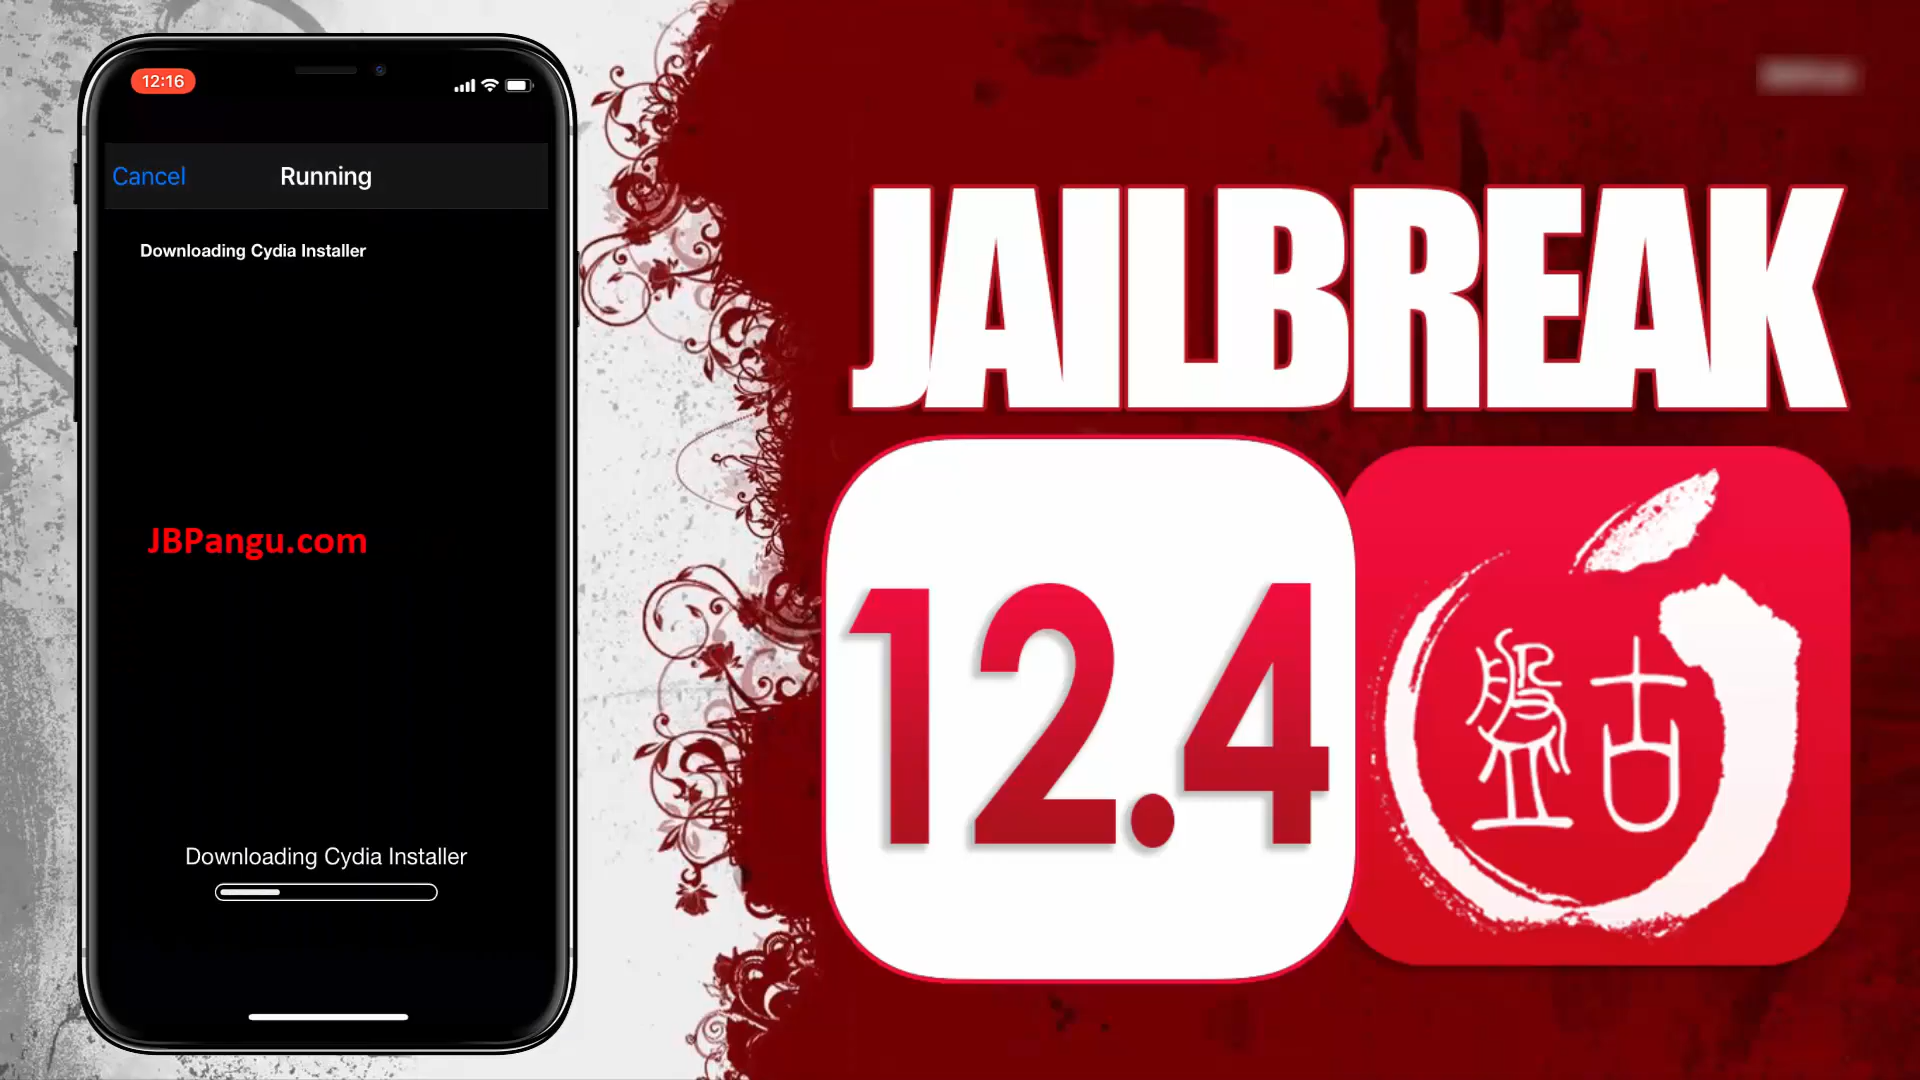 12:16
Cancel
Running
Downloading Cydia Installer
JBPangu.com
Downloading Cydia Installer
JAILBREAK
12.4
盤古